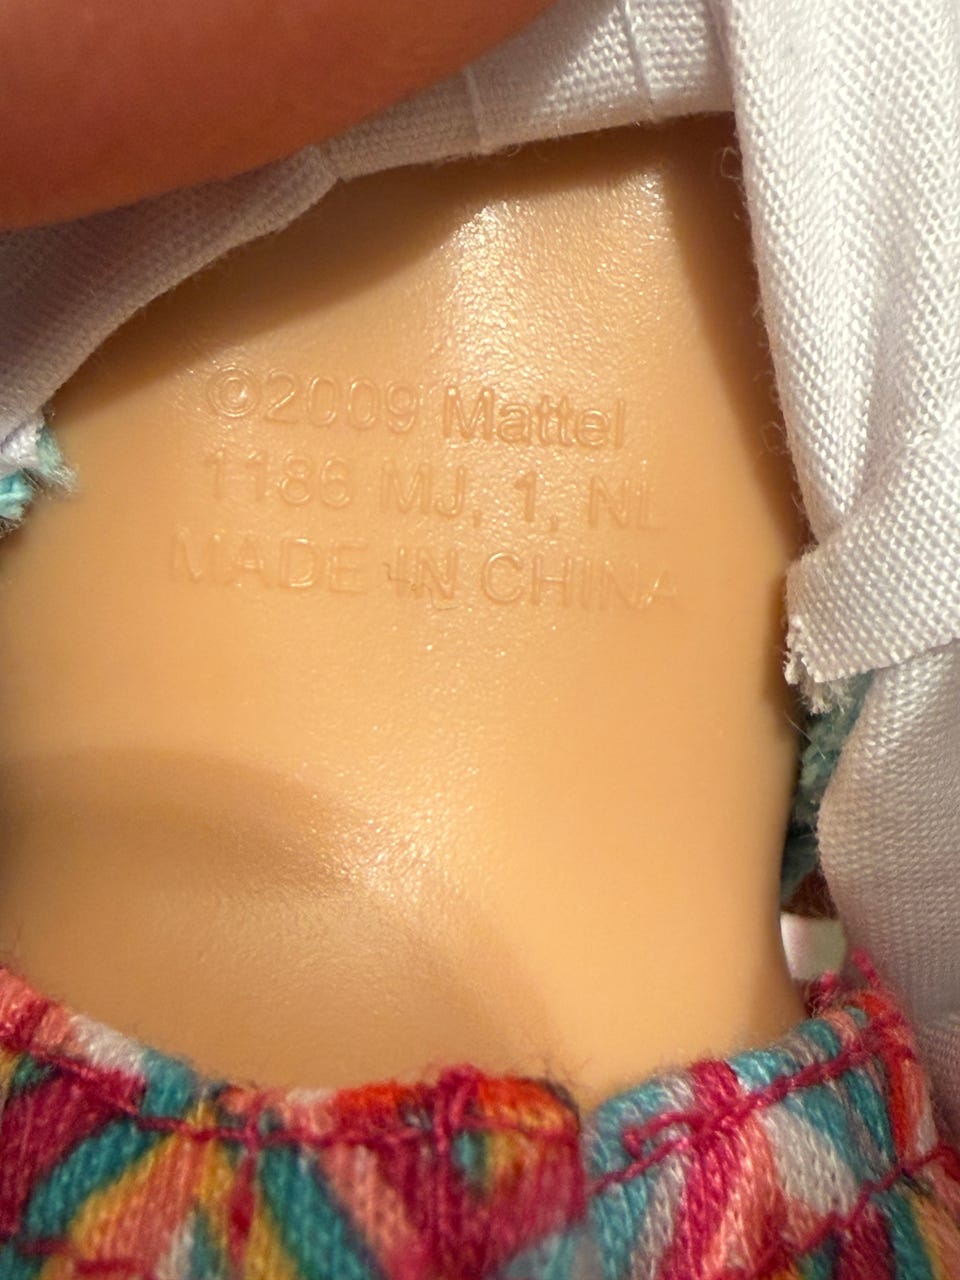 ©2009 Mattel
1186 MJ, 1, NL
MADE IN CHINA